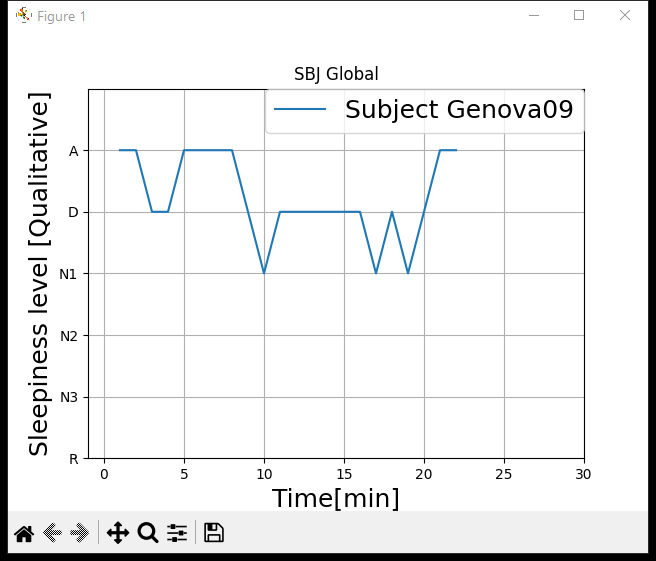 Figure 1
SBJ Global
Subject Genova09
Sleepiness level [Qualitative]
A
D
N1
N2
N3
R
0 5 10 15 20 25 30
Time[min]